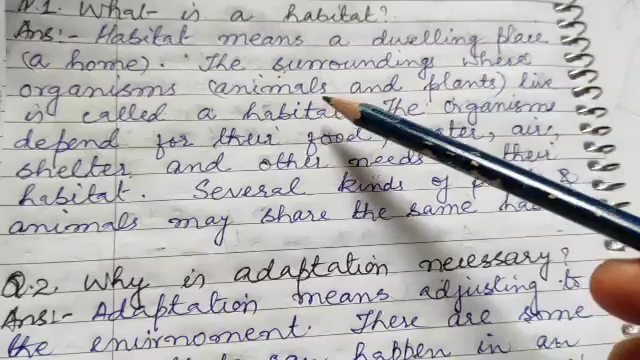 Q.1. What is a habitat?
Ans:- Habitat means a dwelling place
(a home). The surroundings where
organisms (animals and plants) live
is called a habitat The organisms
depend for their food, water, air,
shelter and other needs their
habitat. Several kinds of &
animals may share the same
Q.2. Why is adaptation necessary?
Ans:- Adaptation means adjusting to
the enironoment. There are some
happen in an